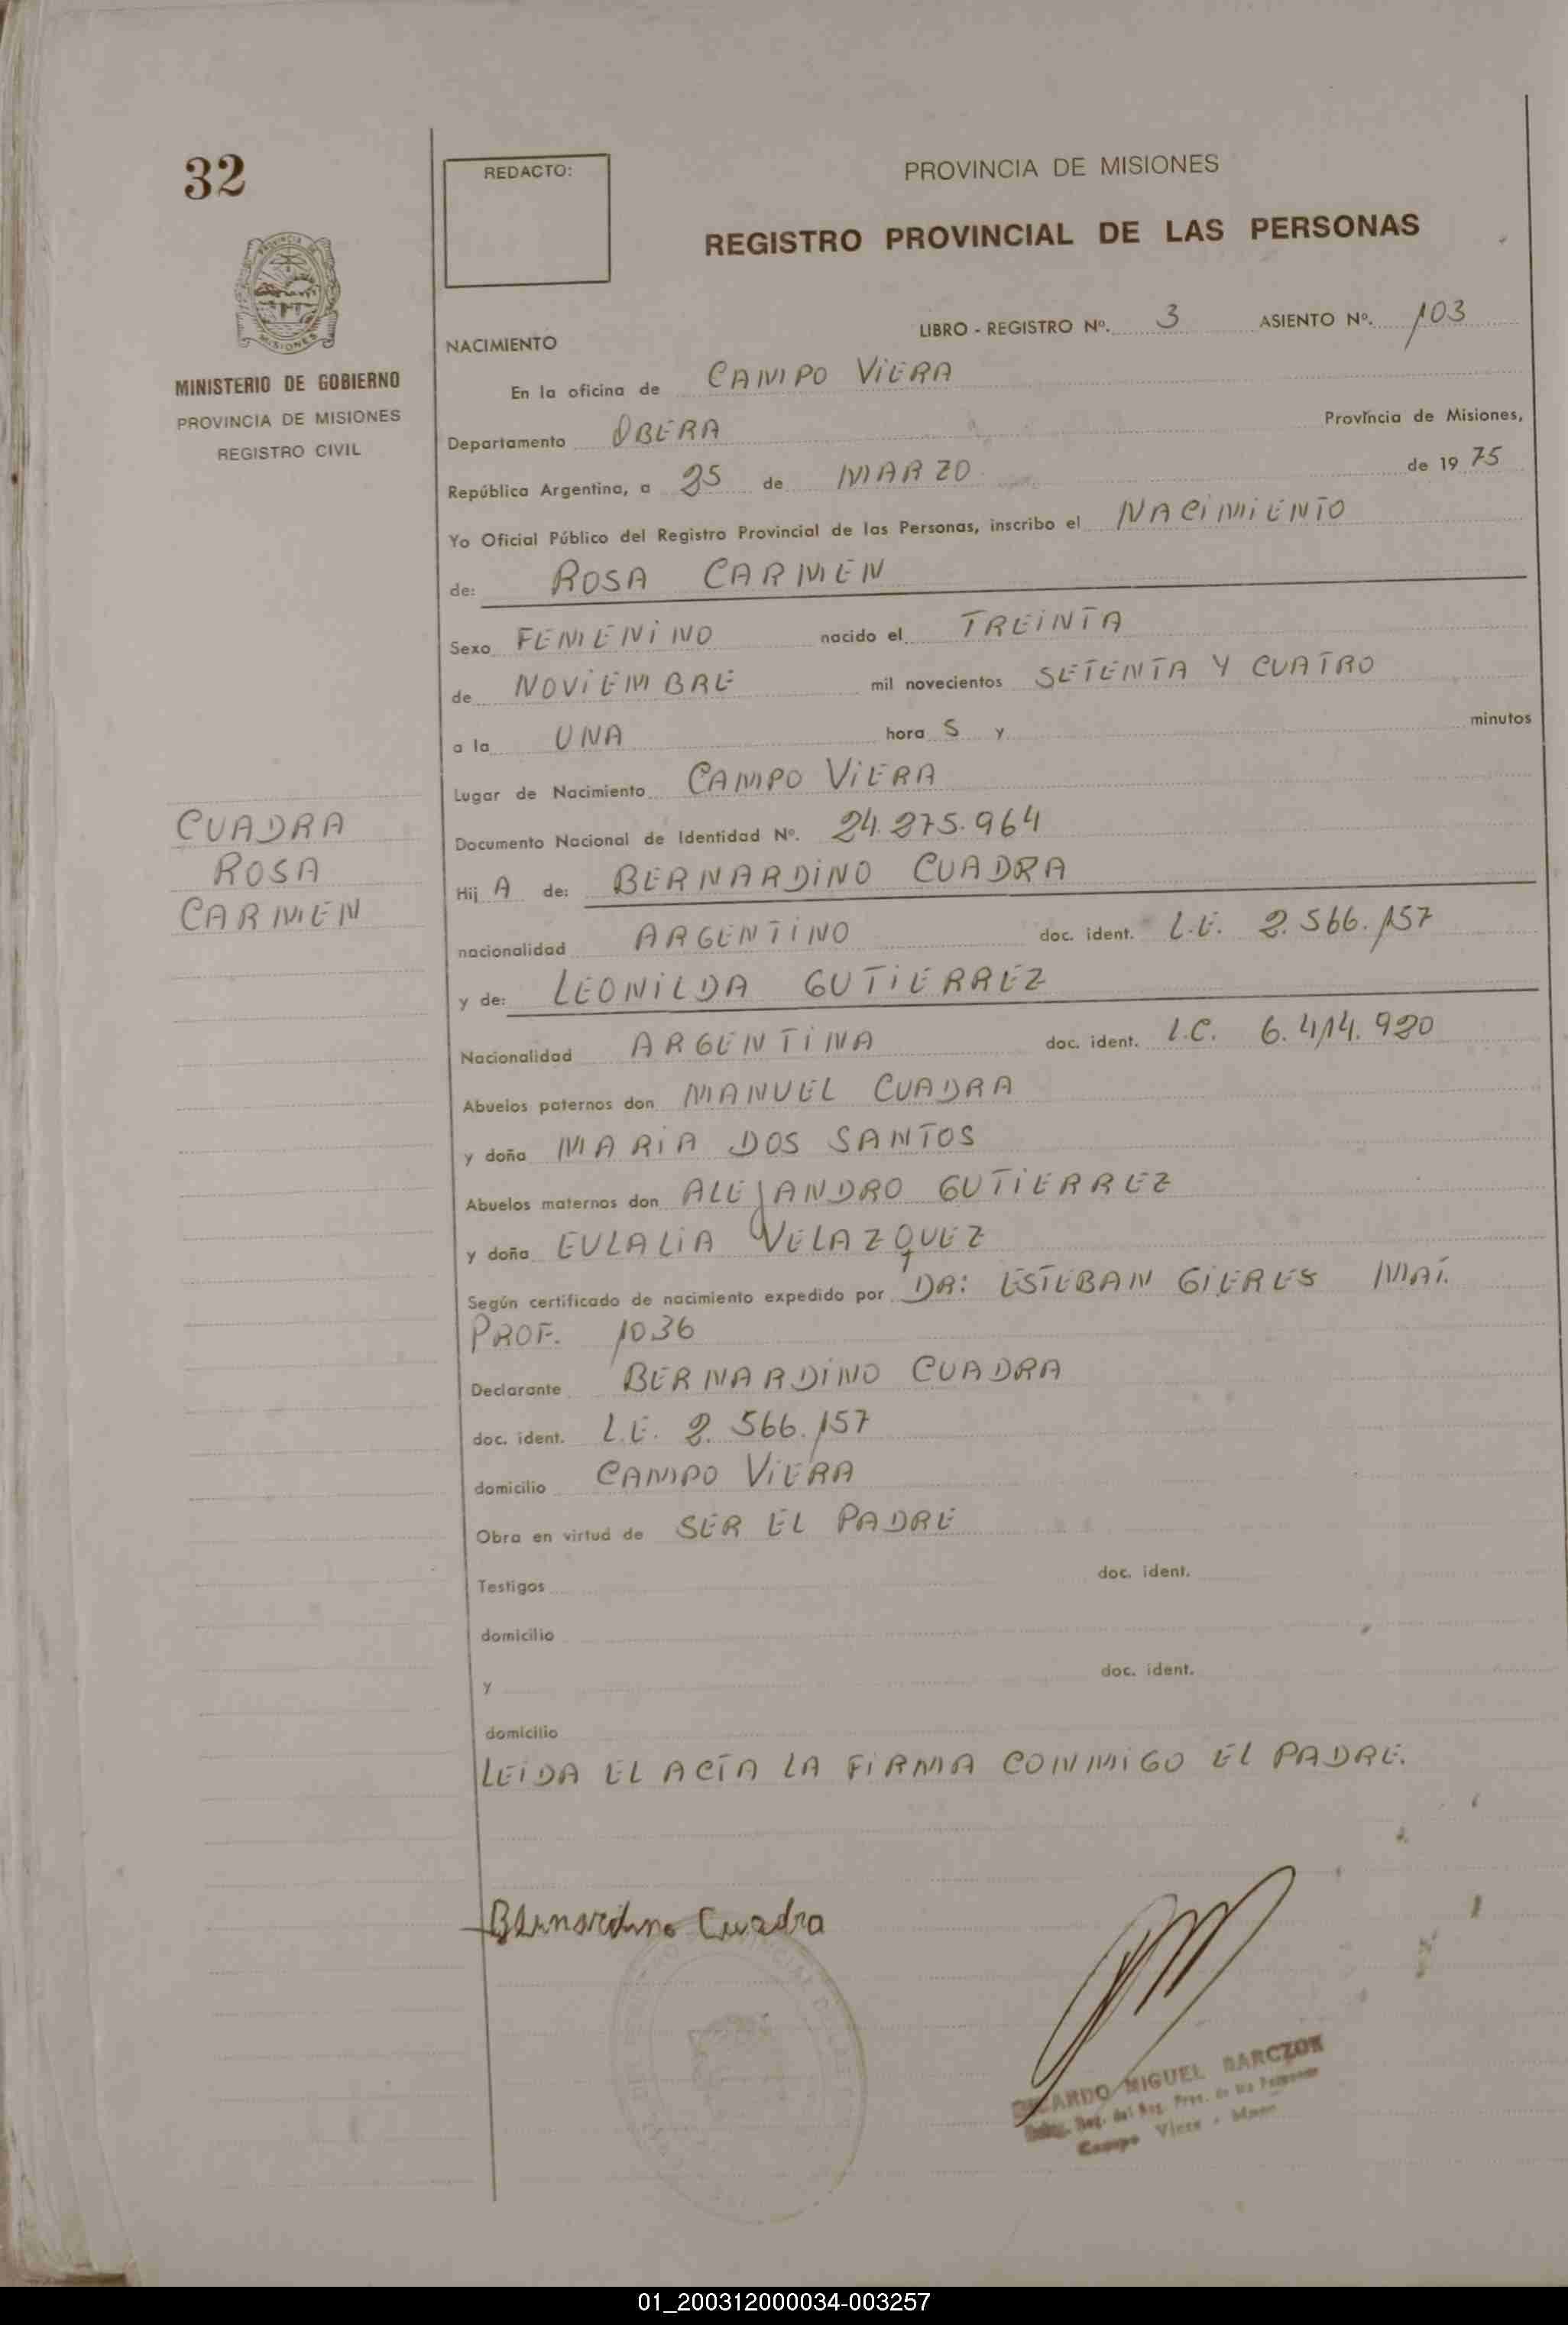 32
MISIONES
MINISTERIO DE GOBIERNO
PROVINCIA DE MISIONES
REGISTRO CIVIL
CUADRA
ROSA
CARMEN
REDACTO:
PROVINCIA DE MISIONES
REGISTRO PROVINCIAL DE LAS PERSONAS
LIBRO - REGISTRO Nº. 3 ASIENTO Nº. 103
NACIMIENTO
En la oficina de CAMPO VIERA
Departamento OBERA Provincia de Misiones,
República Argentina, a 25 de MARZO de 19 75
Yo Oficial Público del Registro Provincial de las Personas, inscribo el NACIMIENTO
de: ROSA CARMEN
Sexo FEMENINO nacido el TREINTA
de NOVIEMBRE mil novecientos SETENTA Y CUATRO
a la UNA hora S y minutos
Lugar de Nacimiento CAMPO VIERA
Documento Nacional de Identidad Nº. 24.275.964
Hij A de: BERNARDINO CUADRA
nacionalidad ARGENTINO doc. ident. L.E. 2.566.157
y de: LEONILDA GUTIERREZ
Nacionalidad ARGENTINA doc. ident. L.C. 6.414.920
Abuelos paternos don MANUEL CUADRA
y doña MARIA DOS SANTOS
Abuelos maternos don ALEJANDRO GUTIERREZ
y doña EULALIA VELAZQUEZ
Según certificado de nacimiento expedido por DR: ESTEBAN GIERES MAT.
PROF. 1036
Declarante BERNARDINO CUADRA
doc. ident. L.E. 2.566.157
domicilio CAMPO VIERA
Obra en virtud de SER EL PADRE
Testigos doc. ident.
domicilio
y doc. ident.
domicilio
LEIDA EL ACTA LA FIRMA CONMIGO EL PADRE.
Bernardino Cuadra
MIGUEL
Campo Viera
01_200312000034-003257